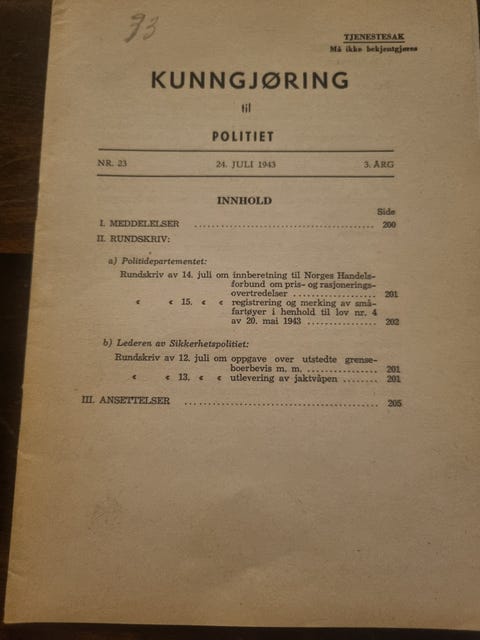 93
TJENESTESAK
Må ikke bekjentgjøres
KUNNGJØRING
til
POLITIET
NR. 23 24. JULI 1943 3. ÅRG
INNHOLD
Side
I. MEDDELELSER ........................................ 200
II. RUNDSKRIV:
a) Politidepartementet:
Rundskriv av 14. juli om innberetning til Norges Handels-
forbund om pris- og rasjonerings-
overtredelser .................. 201
« « 15. « « registrering og merking av små-
fartøyer i henhold til lov nr. 4
av 20. mai 1943 ............... 202
b) Lederen av Sikkerhetspolitiet:
Rundskriv av 12. juli om oppgave over utstedte grense-
boerbevis m. m. ................ 201
« « 13. « « utlevering av jaktvåpen ........ 201
III. ANSETTELSER ........................................ 205